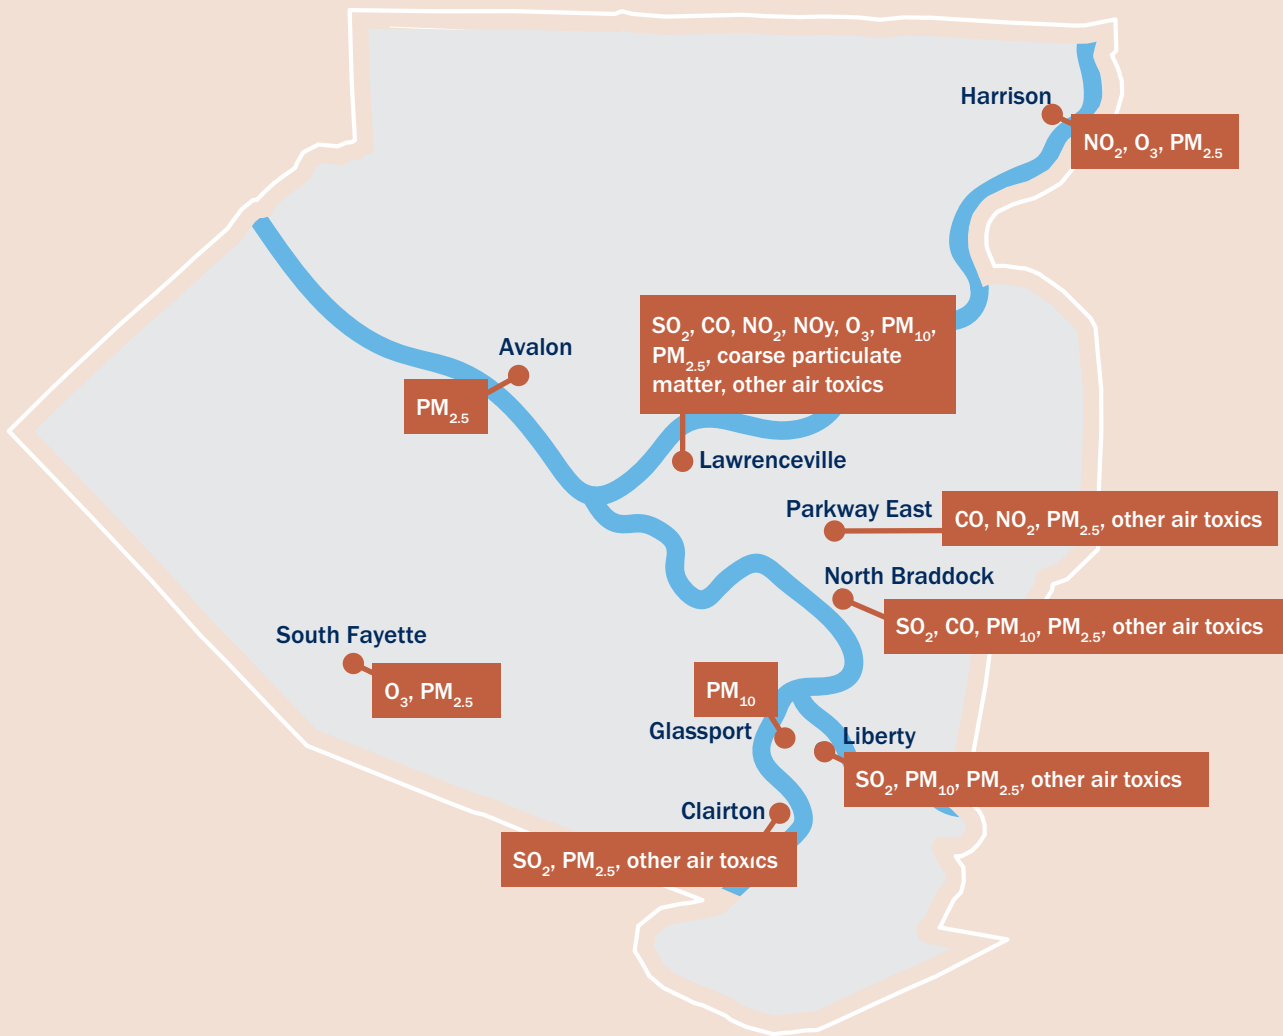 Harrison
NO₂, O₃, PM₂.₅
SO₂, CO, NO₂, NOy, O₃, PM₁₀,
PM₂.₅, coarse particulate
matter, other air toxics
Avalon
PM₂.₅
Lawrenceville
Parkway East
CO, NO₂, PM₂.₅, other air toxics
North Braddock
SO₂, CO, PM₁₀, PM₂.₅, other air toxics
South Fayette
O₃, PM₂.₅
PM₁₀
Glassport
Liberty
SO₂, PM₁₀, PM₂.₅, other air toxics
Clairton
SO₂, PM₂.₅, other air toxics